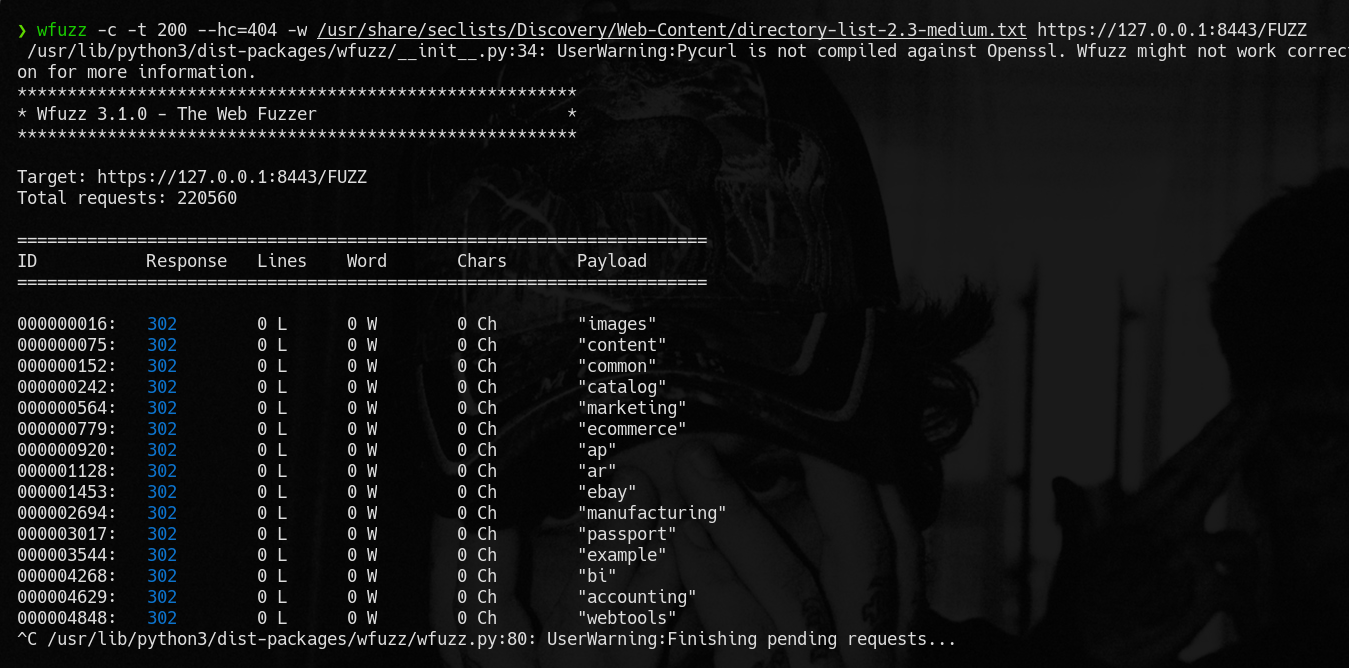 ❯ wfuzz -c -t 200 --hc=404 -w /usr/share/seclists/Discovery/Web-Content/directory-list-2.3-medium.txt https://127.0.0.1:8443/FUZZ
/usr/lib/python3/dist-packages/wfuzz/__init__.py:34: UserWarning:Pycurl is not compiled against Openssl. Wfuzz might not work correc
on for more information.
********************************************************
* Wfuzz 3.1.0 - The Web Fuzzer                         *
********************************************************
Target: https://127.0.0.1:8443/FUZZ
Total requests: 220560
=====================================================================
ID           Response   Lines    Word       Chars       Payload
=====================================================================
000000016:   302        0 L      0 W        0 Ch        "images"
000000075:   302        0 L      0 W        0 Ch        "content"
000000152:   302        0 L      0 W        0 Ch        "common"
000000242:   302        0 L      0 W        0 Ch        "catalog"
000000564:   302        0 L      0 W        0 Ch        "marketing"
000000779:   302        0 L      0 W        0 Ch        "ecommerce"
000000920:   302        0 L      0 W        0 Ch        "ap"
000001128:   302        0 L      0 W        0 Ch        "ar"
000001453:   302        0 L      0 W        0 Ch        "ebay"
000002694:   302        0 L      0 W        0 Ch        "manufacturing"
000003017:   302        0 L      0 W        0 Ch        "passport"
000003544:   302        0 L      0 W        0 Ch        "example"
000004268:   302        0 L      0 W        0 Ch        "bi"
000004629:   302        0 L      0 W        0 Ch        "accounting"
000004848:   302        0 L      0 W        0 Ch        "webtools"
^C /usr/lib/python3/dist-packages/wfuzz/wfuzz.py:80: UserWarning:Finishing pending requests...